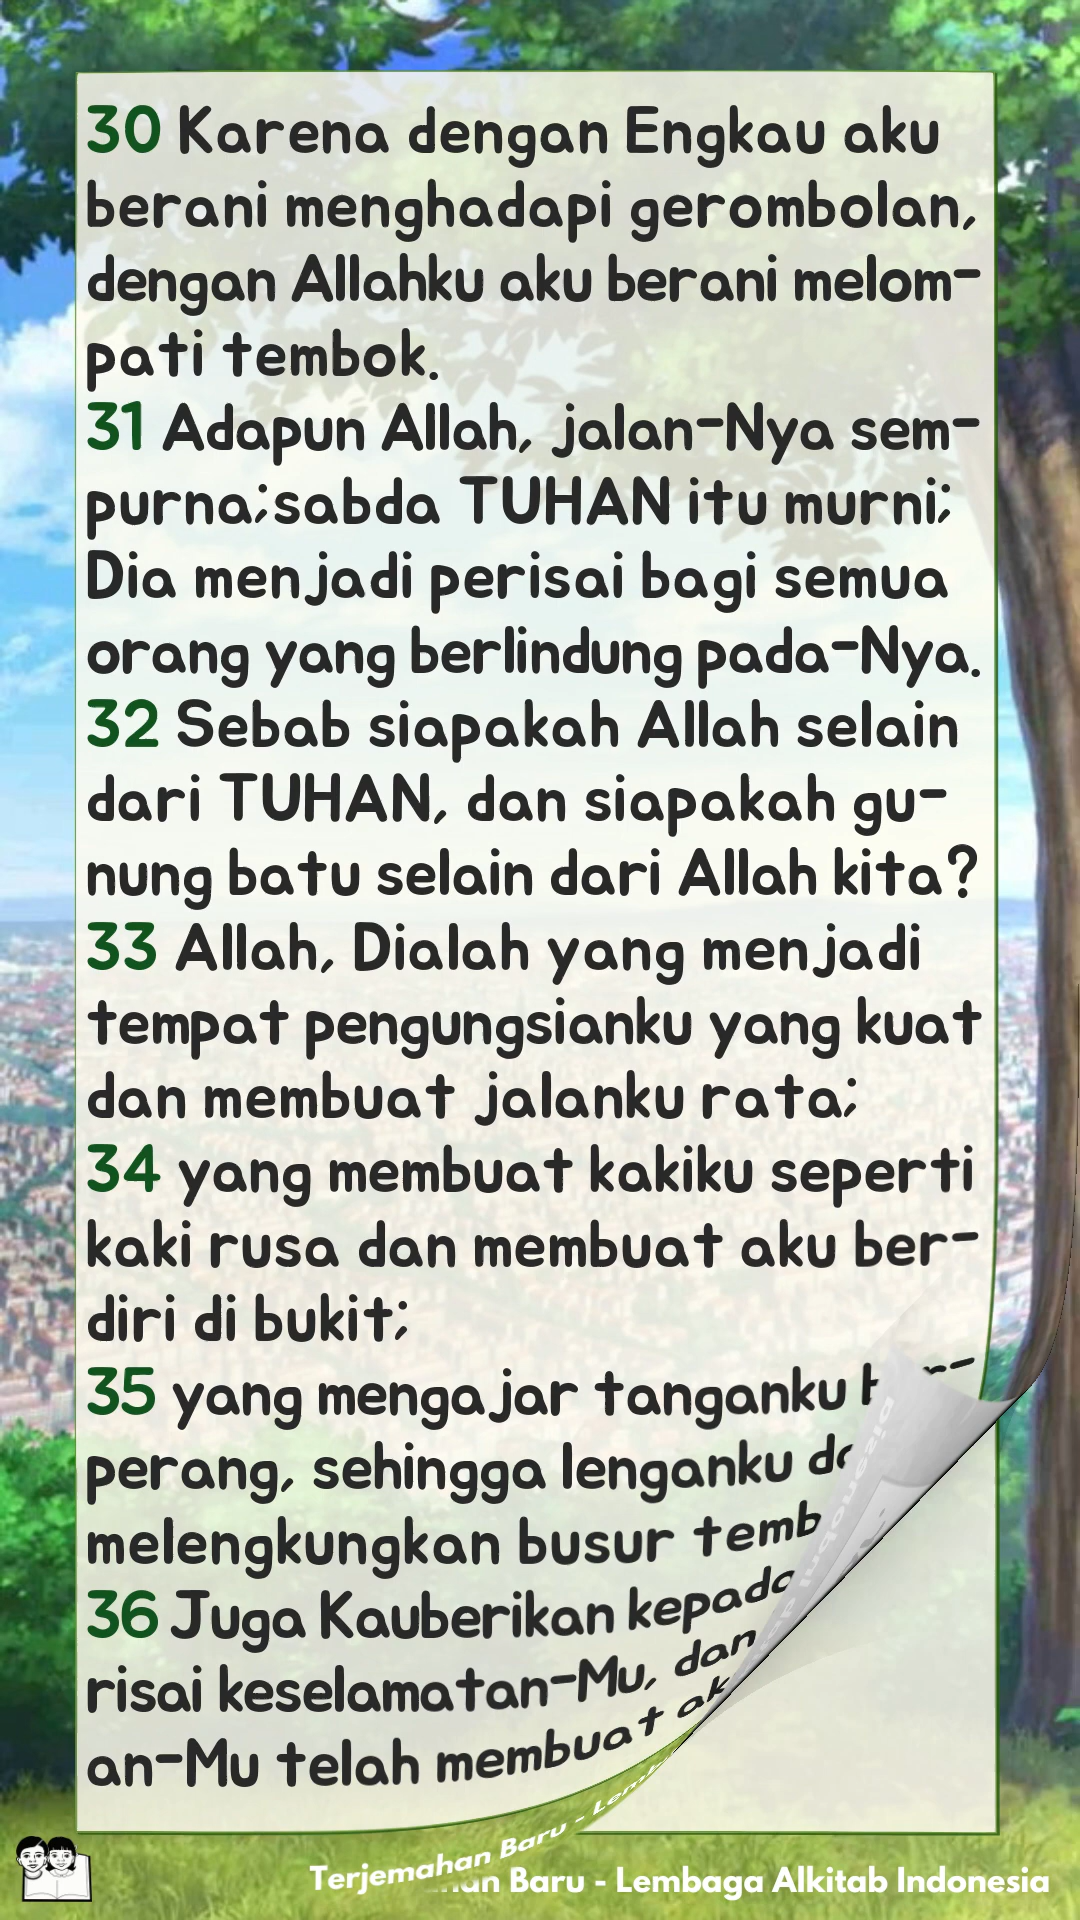 30 Karena dengan Engkau aku
berani menghadapi gerombolan,
dengan Allahku aku berani melom-
pati tembok.
31 Adapun Allah, jalan-Nya sem-
purna;sabda TUHAN itu murni;
Dia menjadi perisai bagi semua
orang yang berlindung pada-Nya.
32 Sebab siapakah Allah selain
dari TUHAN, dan siapakah gu-
nung batu selain dari Allah kita?
33 Allah, Dialah yang menjadi
tempat pengungsianku yang kuat
dan membuat jalanku rata;
34 yang membuat kakiku seperti
kaki rusa dan membuat aku ber-
diri di bukit;
35 yang mengajar tanganku
perang, sehingga lenganku
melengkungkan busur
36 Juga Kauberikan
risai keselamatan-Mu, dan
an-Mu telah membuat
Terjemahan Baru -
Baru - Lembaga Alkitab Indonesia